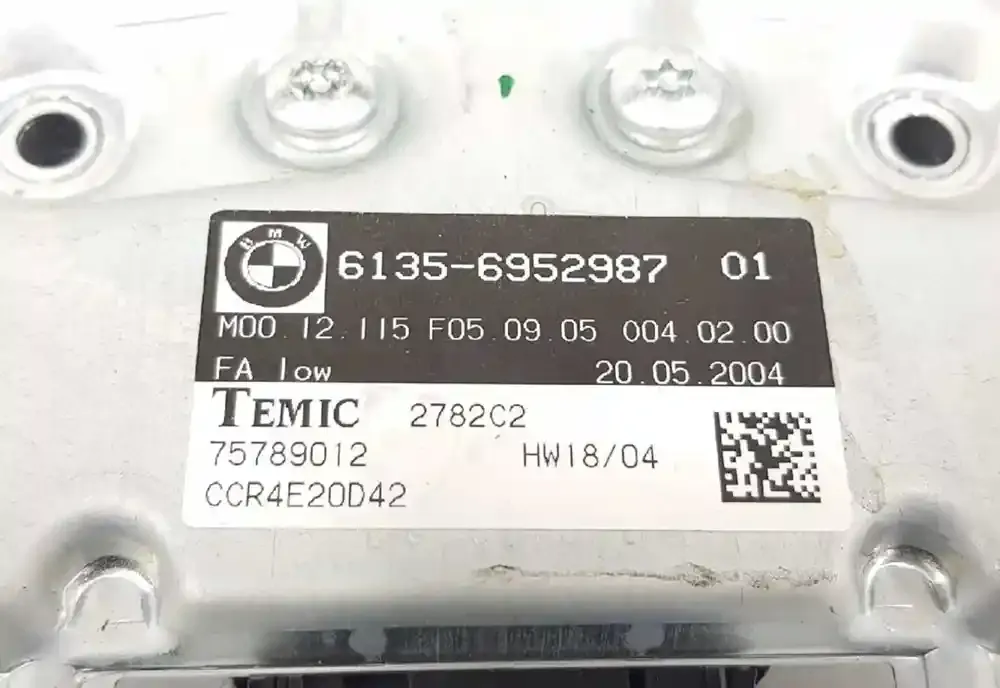 BMW
6135-6952987 01
M00.12.115 F05.09.05 004.02.00
FA low 20.05.2004
TEMIC 2782C2
75789012 HW18/04
CCR4E20D42